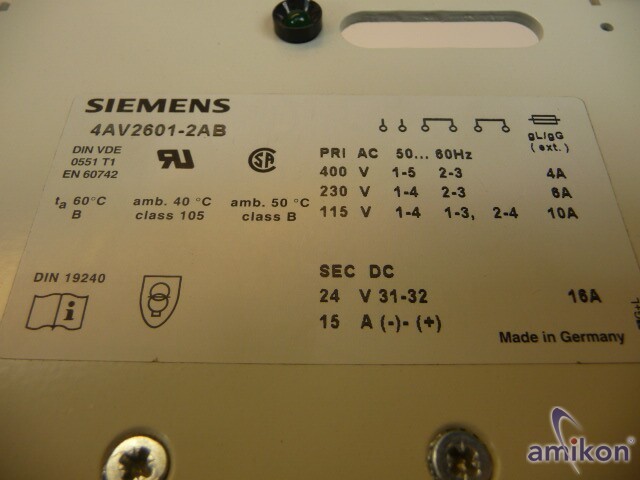 SIEMENS
4AV2601-2AB
DIN VDE
0551 T1
EN 60742
ta 60°C
B
amb. 40 °C
class 105
amb. 50 °C
class B
DIN 19240
gL/gG
(ext.)
PRI AC 50... 60Hz
400 V 1-5 2-3 4A
230 V 1-4 2-3 6A
115 V 1-4 1-3, 2-4 10A
SEC DC
24 V 31-32 16A
15 A (-)- (+)
Made in Germany
amikon®